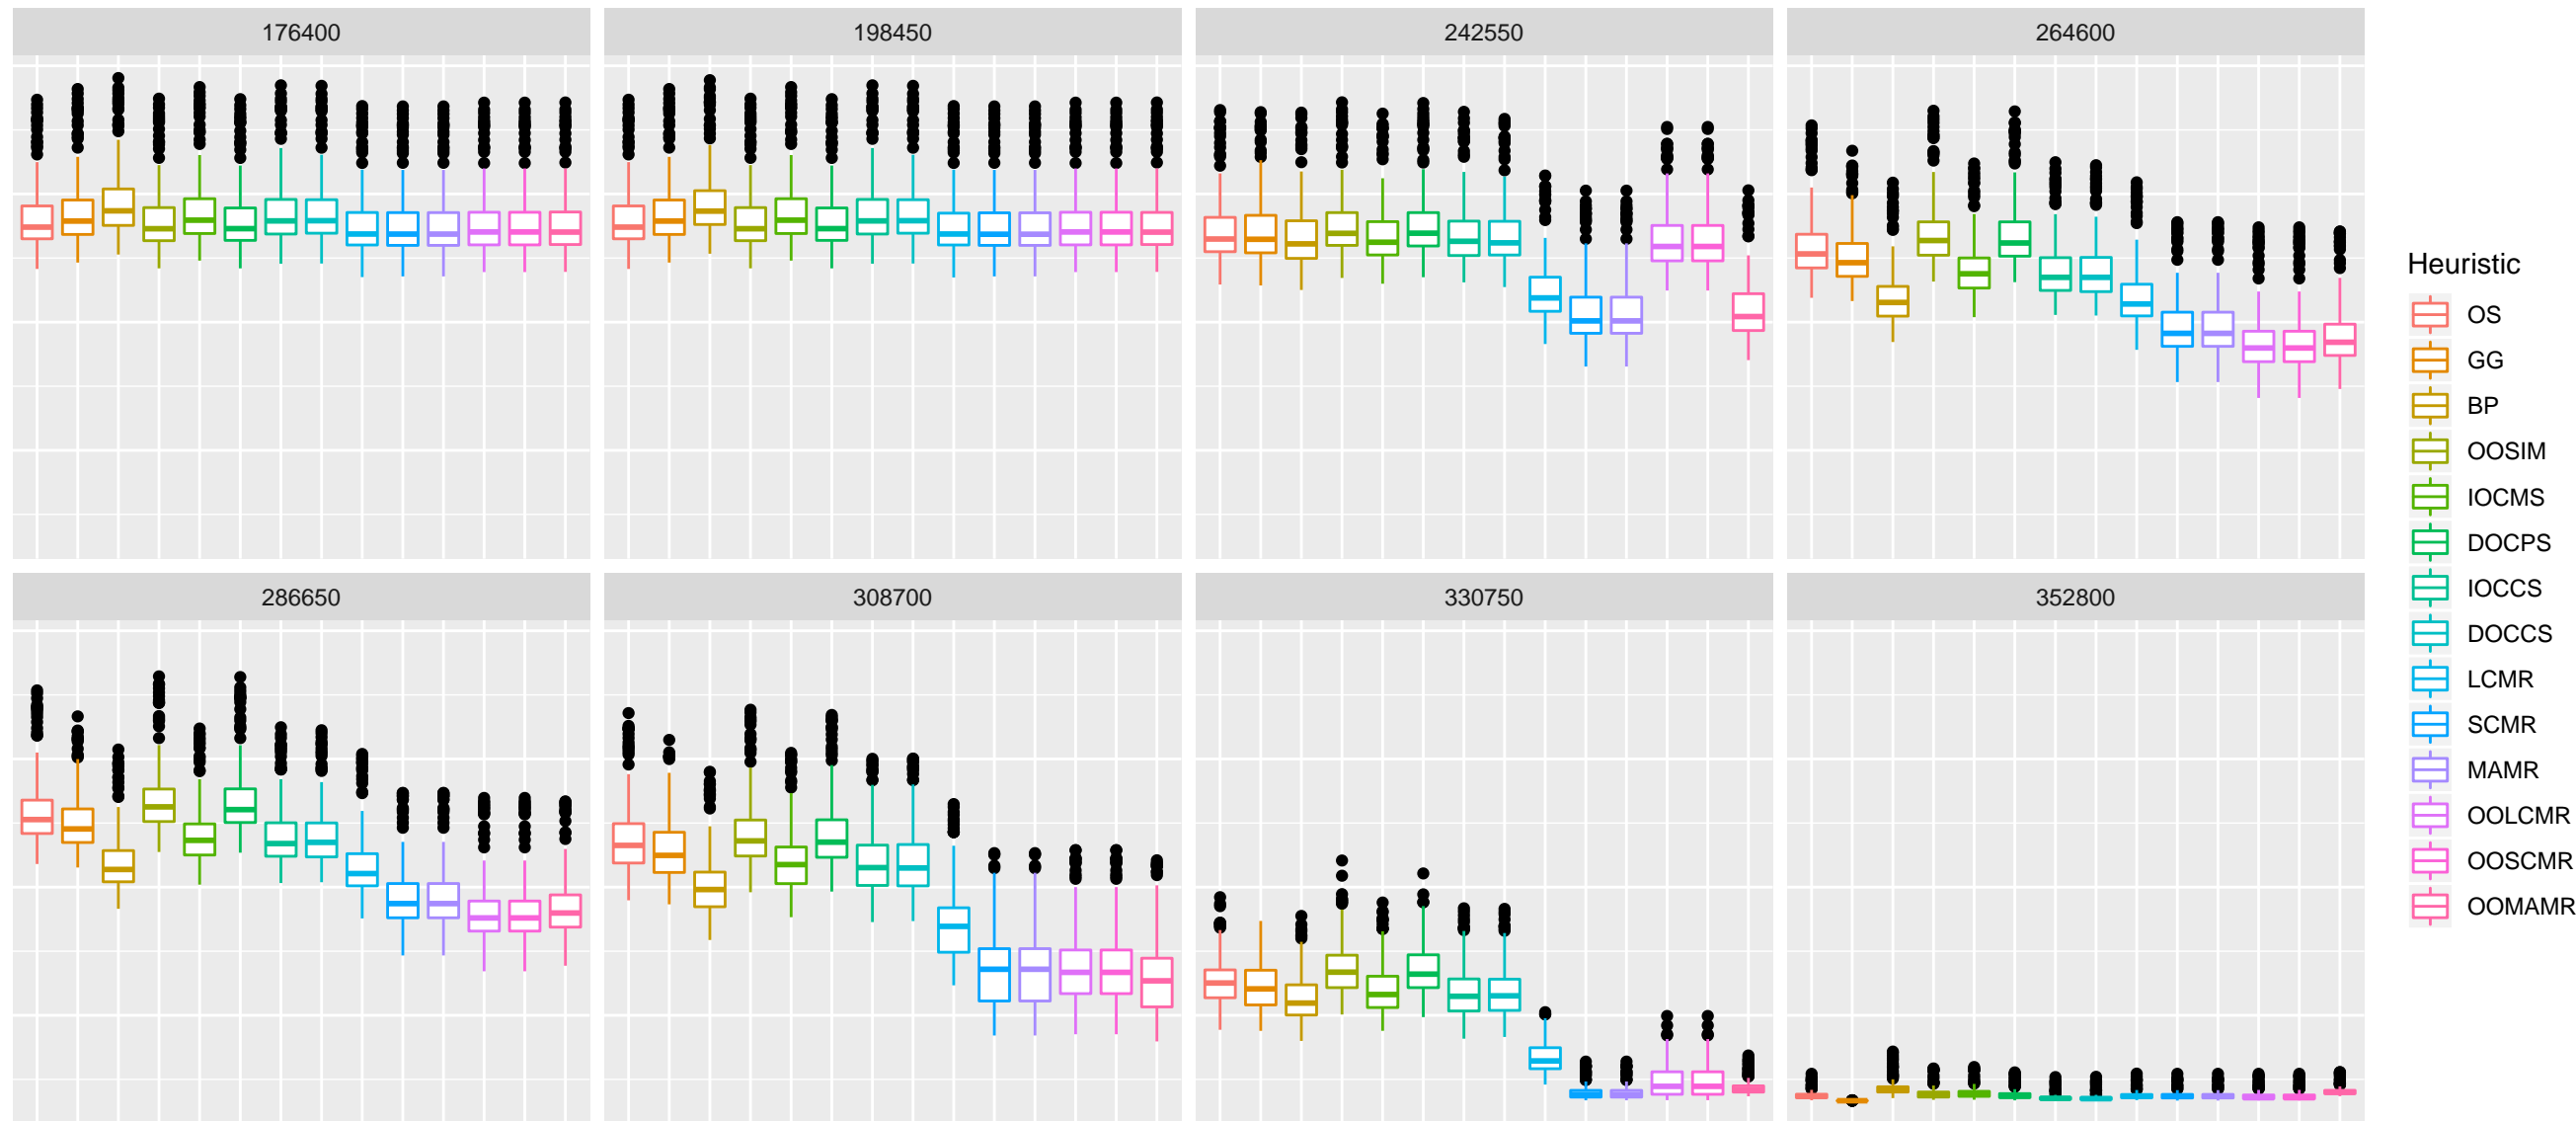 176400
198450
242550
264600
286650
308700
330750
352800
Heuristic
OS
GG
BP
OOSIM
IOCMS
DOCPS
IOCCS
DOCCS
LCMR
SCMR
MAMR
OOLCMR
OOSCMR
OOMAMR